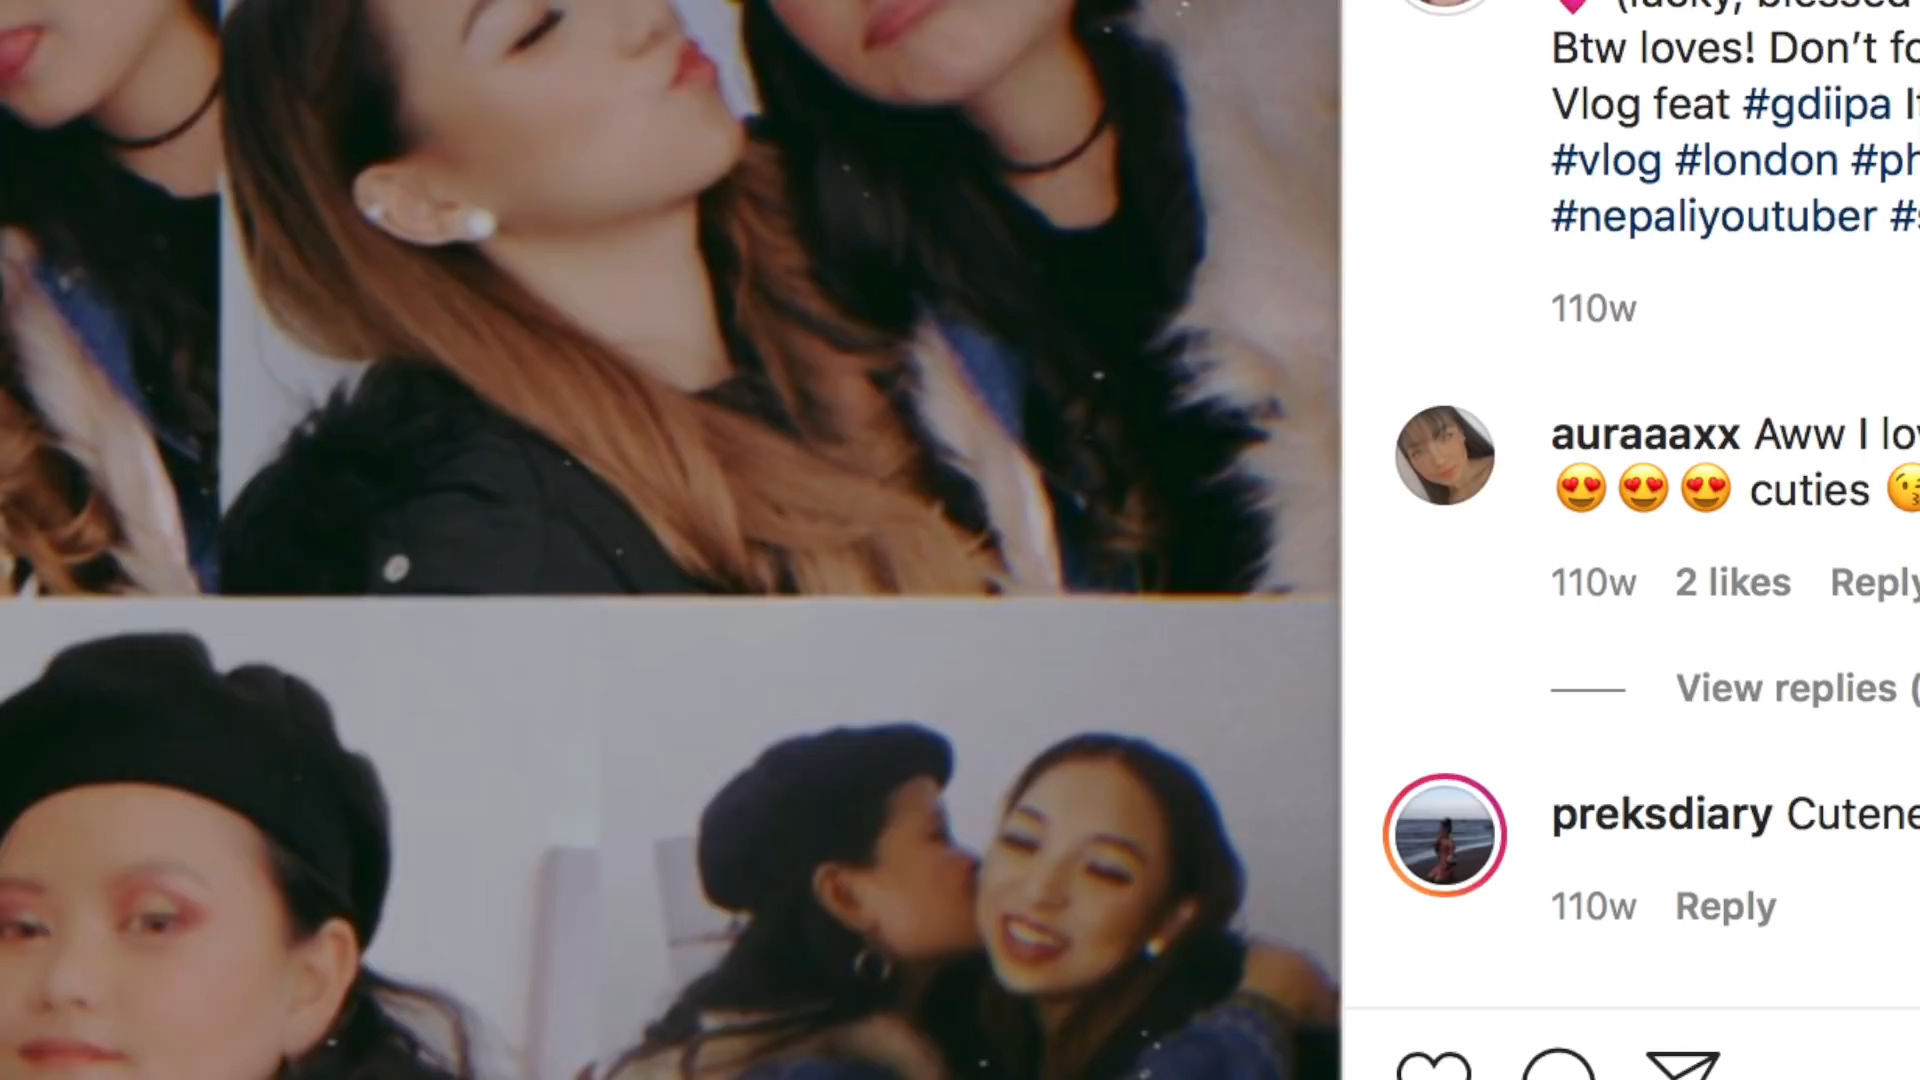 Btw loves! Don’t fo
Vlog feat #gdiipa
#vlog #london #ph
#nepaliyoutuber #s
110w
auraaaxx Aww I lov
😍😍😍 cuties 😘
110w 2 likes Reply
View replies (
preksdiary Cutene
110w Reply